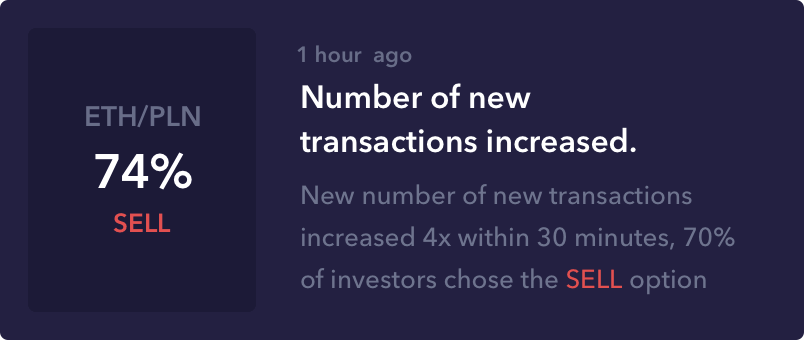 ETH/PLN
74%
SELL
1 hour ago
Number of new
transactions increased.
New number of new transactions
increased 4x within 30 minutes, 70%
of investors chose the SELL option